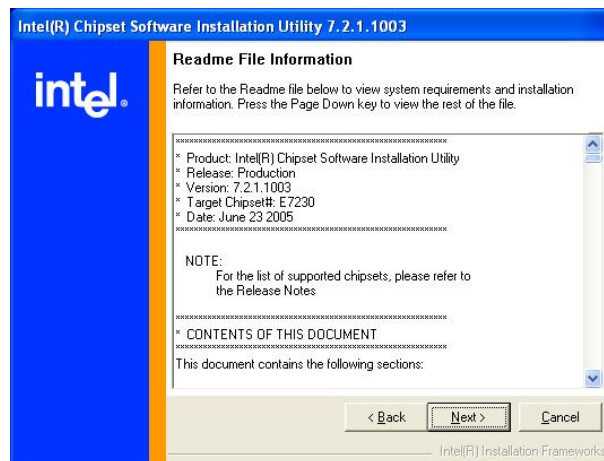 Intel(R) Chipset Software Installation Utility 7.2.1.1003
intel.
Readme File Information
Refer to the Readme file below to view system requirements and installation
information. Press the Page Down key to view the rest of the file.
************************************************************
* Product: Intel(R) Chipset Software Installation Utility
* Release: Production
* Version: 7.2.1.1003
* Target Chipset#: E7230
* Date: June 23 2005
************************************************************
NOTE:
For the list of supported chipsets, please refer to
the Release Notes
************************************************************
* CONTENTS OF THIS DOCUMENT
************************************************************
This document contains the following sections:
< Back
Next >
Cancel
Intel(R) Installation Frameworks